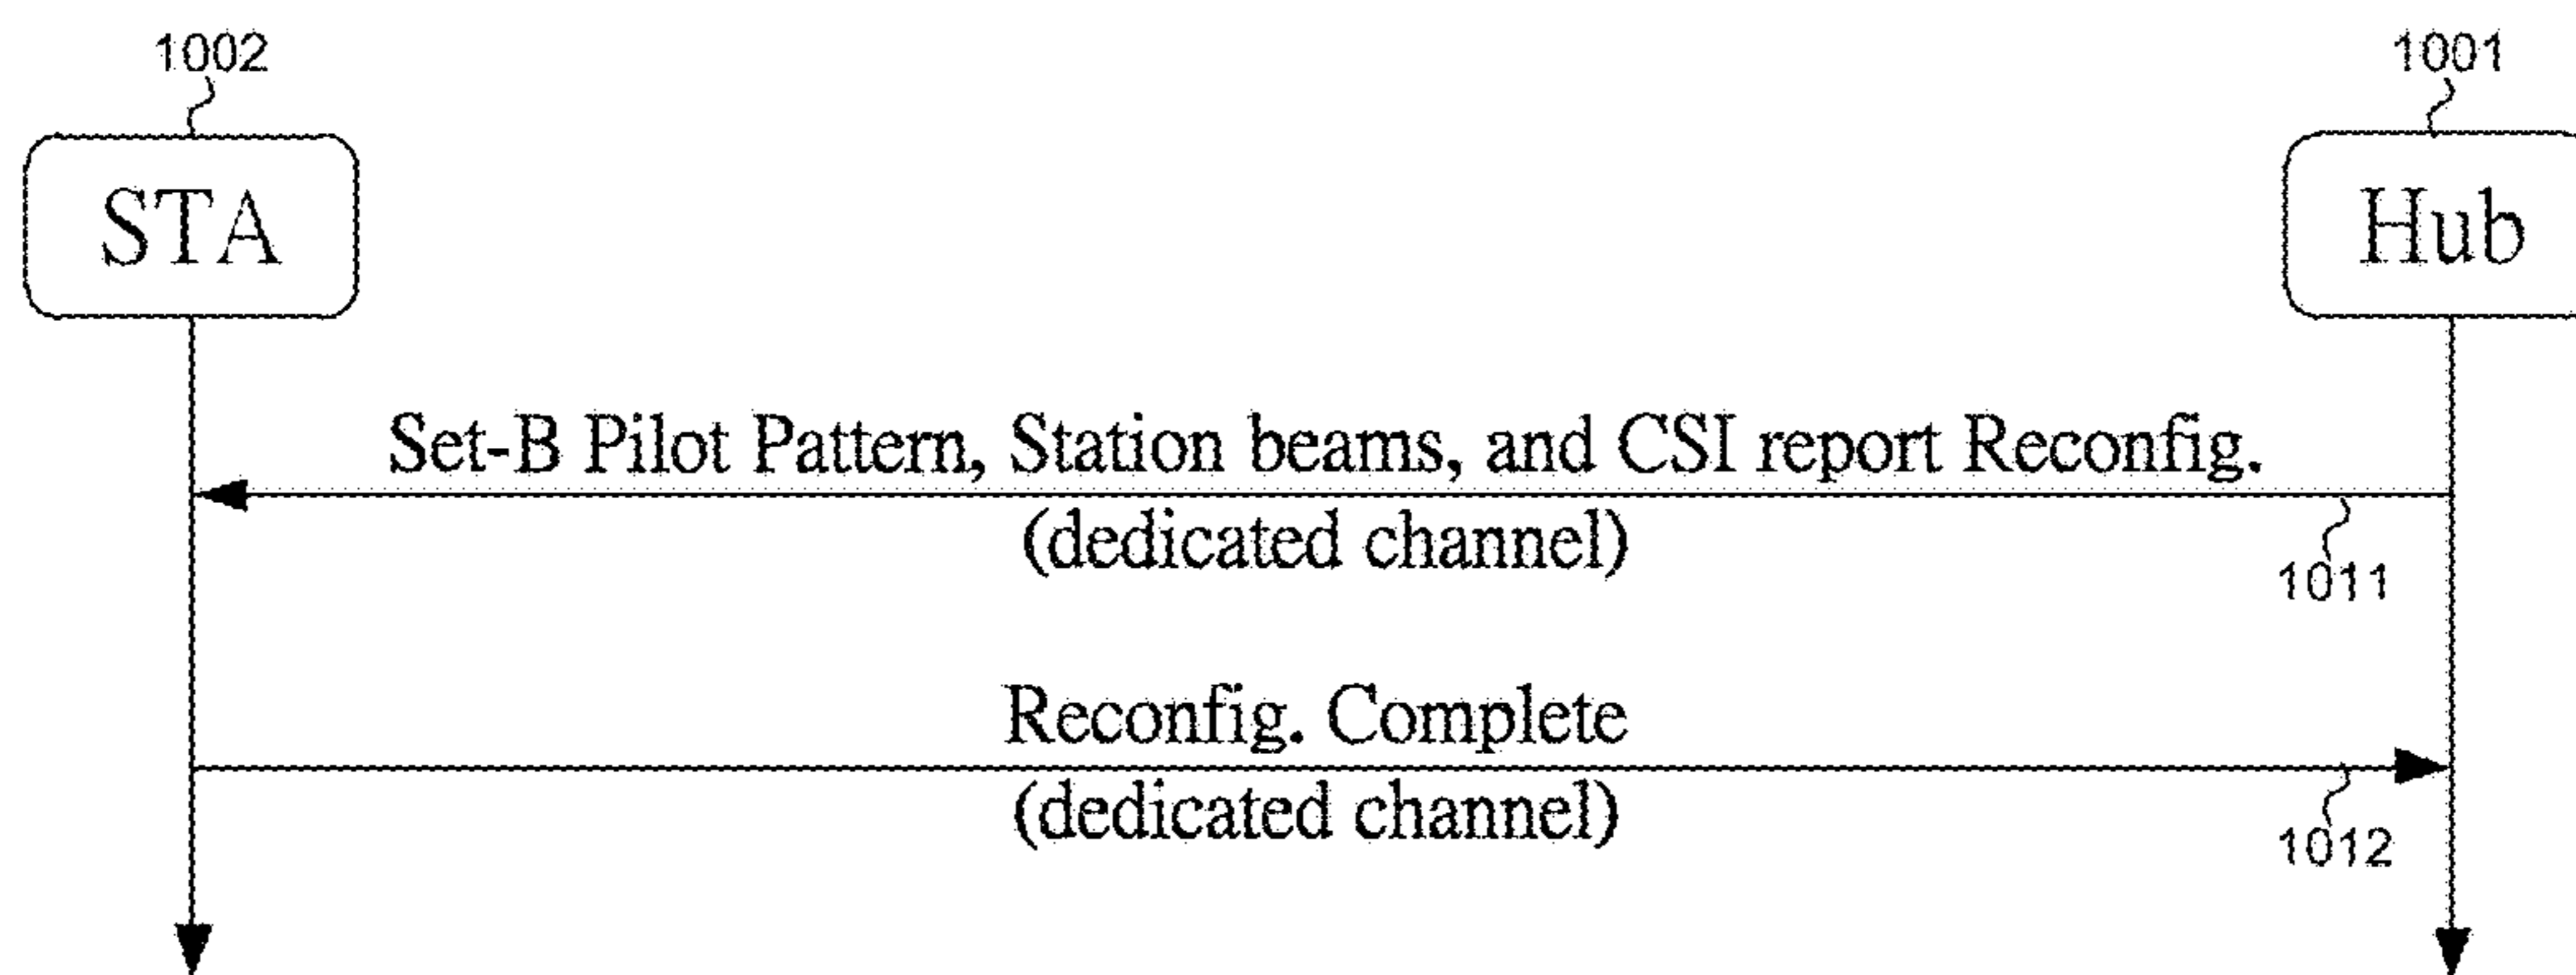 1002
1001
STA
Hub
Set-B Pilot Pattern, Station beams, and CSI report Reconfig.
(dedicated channel)
1011
Reconfig. Complete
(dedicated channel)
1012